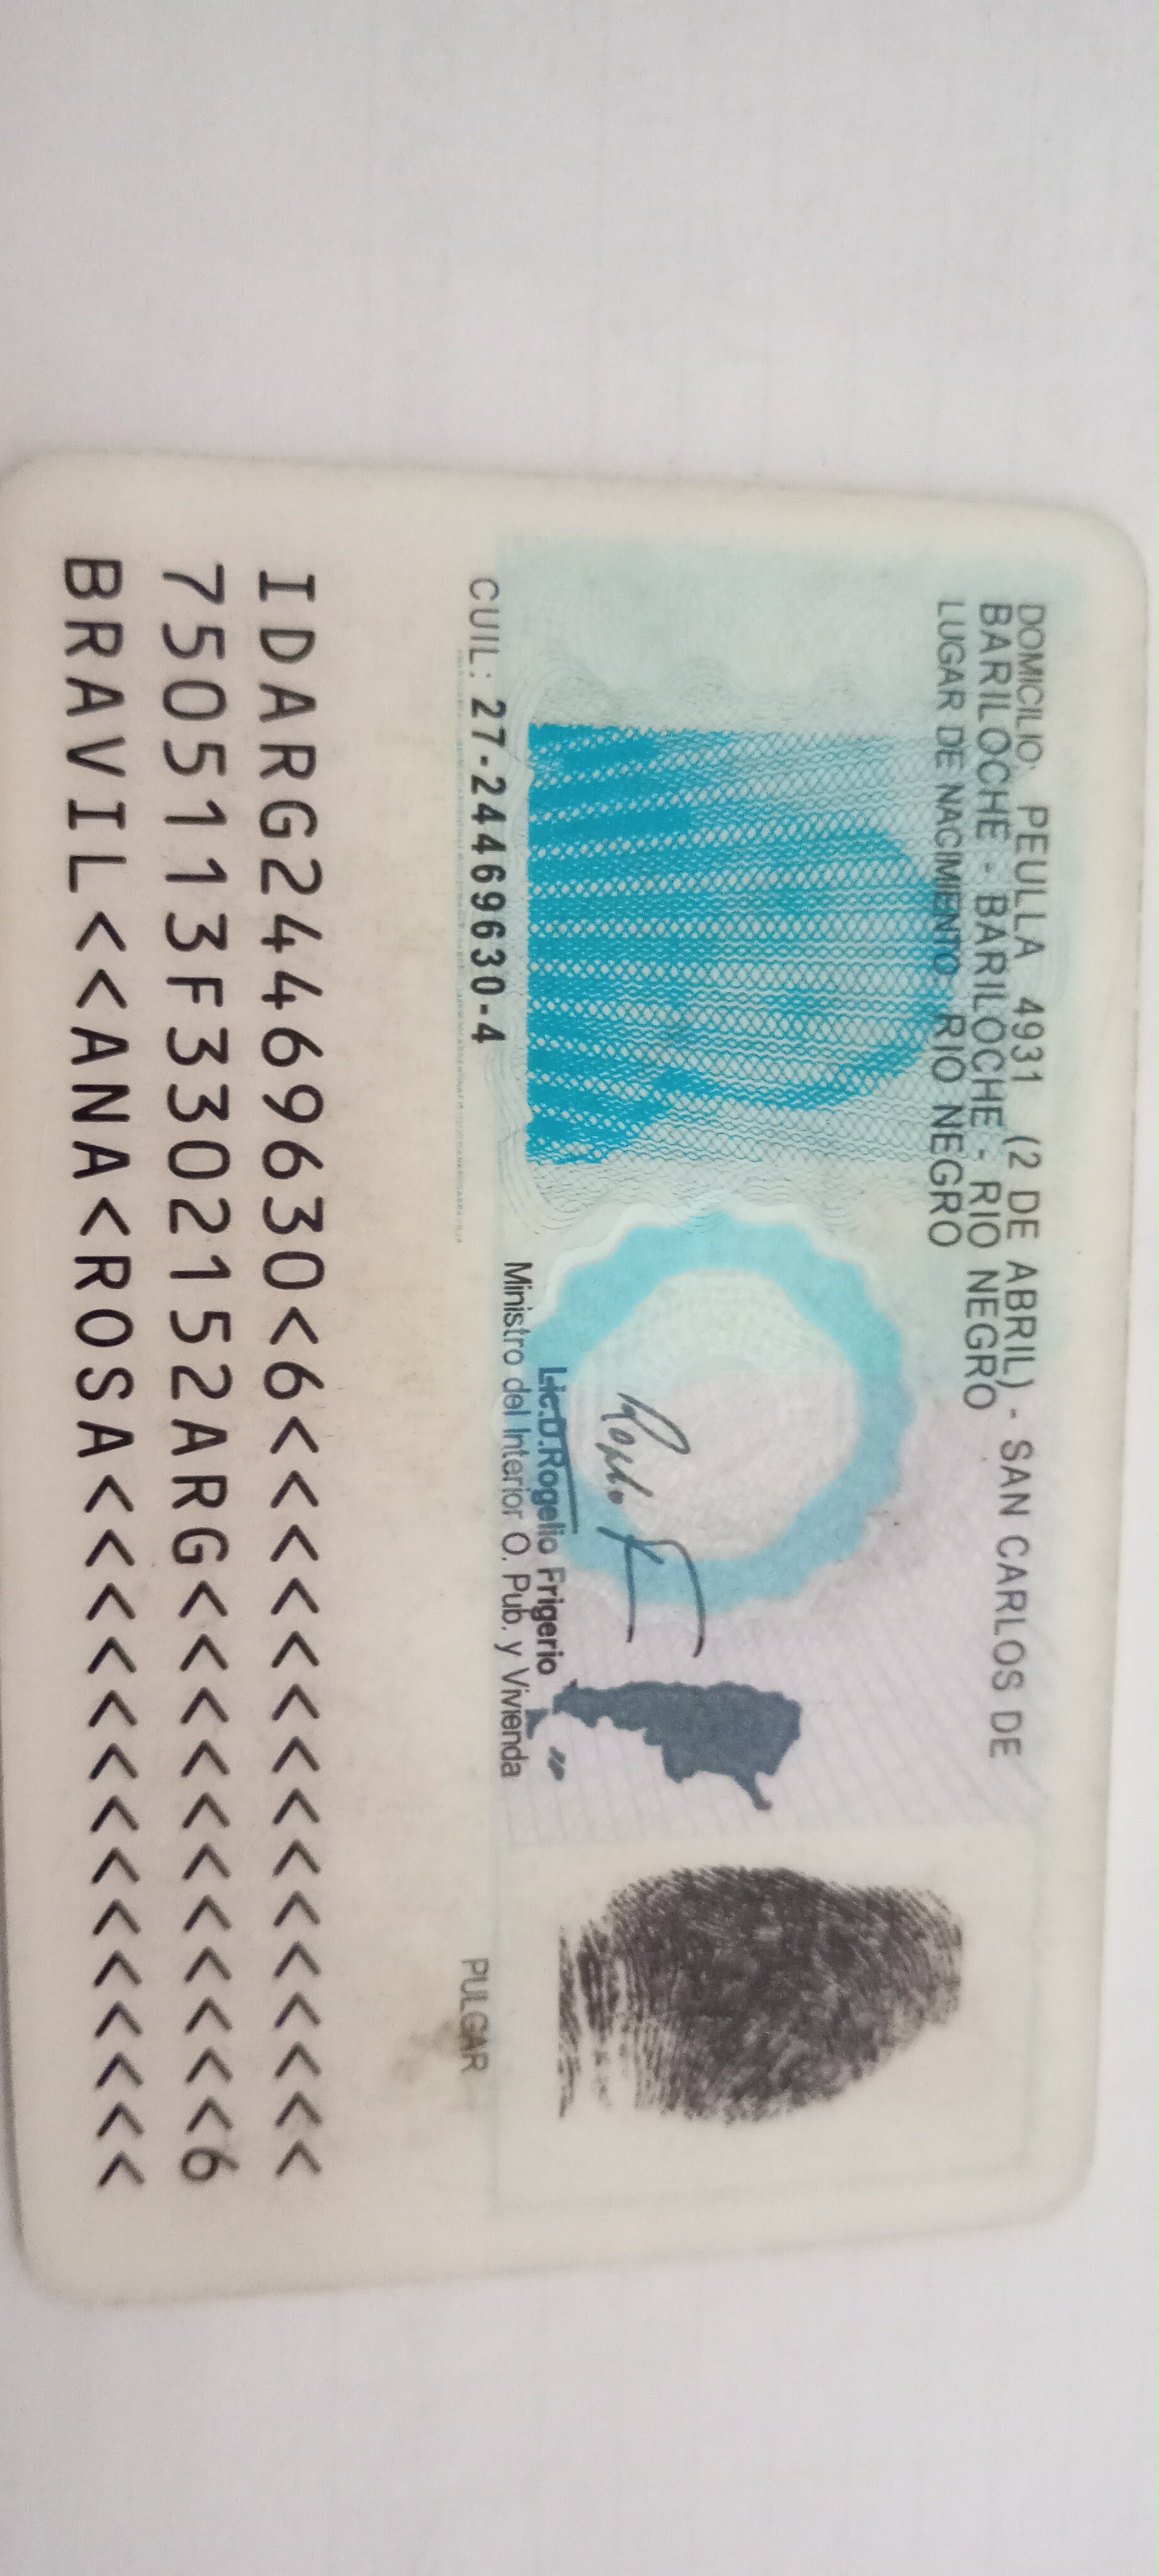 DOMICILIO: PEULLA 4931 (2 DE ABRIL) - SAN CARLOS DE
BARILOCHE - BARILOCHE - RIO NEGRO
LUGAR DE NACIMIENTO: RIO NEGRO
Lic.D.Rogelio Frigerio
Ministro del Interior O. Pub. y Vivienda
CUIL: 27-24469630-4
PULGAR
IDARG24469630<6<<<<<<<<<<<<<<<
7505113F3302152ARG<<<<<<<<<<<6
BRAVIL<<ANA<ROSA<<<<<<<<<<<<<<